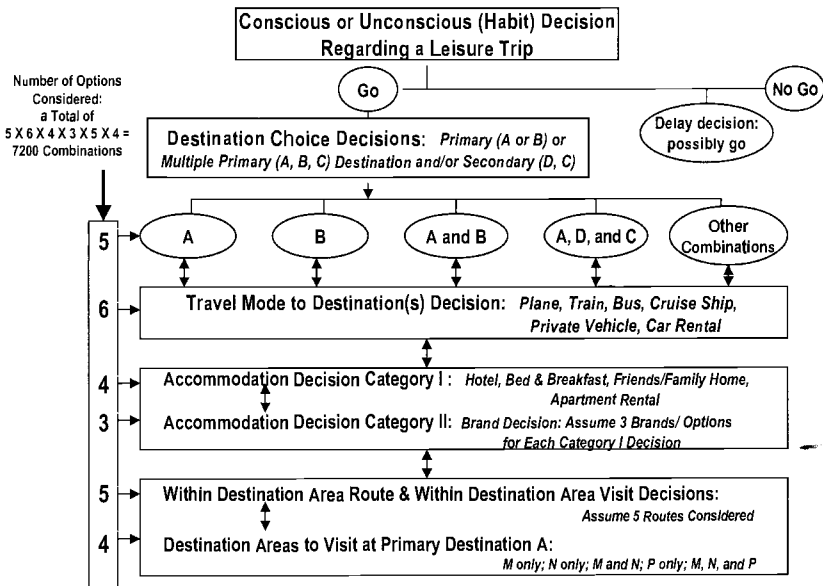 Conscious or Unconscious (Habit) Decision
Regarding a Leisure Trip
Number of Options
Considered:
a Total of
5 X 6 X 4 X 3 X 5 X 4 =
7200 Combinations
Go
No Go
Delay decision:
possibly go
Destination Choice Decisions: Primary (A or B) or
Multiple Primary (A, B, C) Destination and/or Secondary (D, C)
5
A
B
A and B
A, D, and C
Other
Combinations
6
Travel Mode to Destination(s) Decision: Plane, Train, Bus, Cruise Ship,
Private Vehicle, Car Rental
4
Accommodation Decision Category I : Hotel, Bed & Breakfast, Friends/Family Home,
Apartment Rental
3
Accommodation Decision Category II: Brand Decision: Assume 3 Brands/ Options
for Each Category I Decision
5
Within Destination Area Route & Within Destination Area Visit Decisions:
Assume 5 Routes Considered
4
Destination Areas to Visit at Primary Destination A:
M only; N only; M and N; P only; M, N, and P